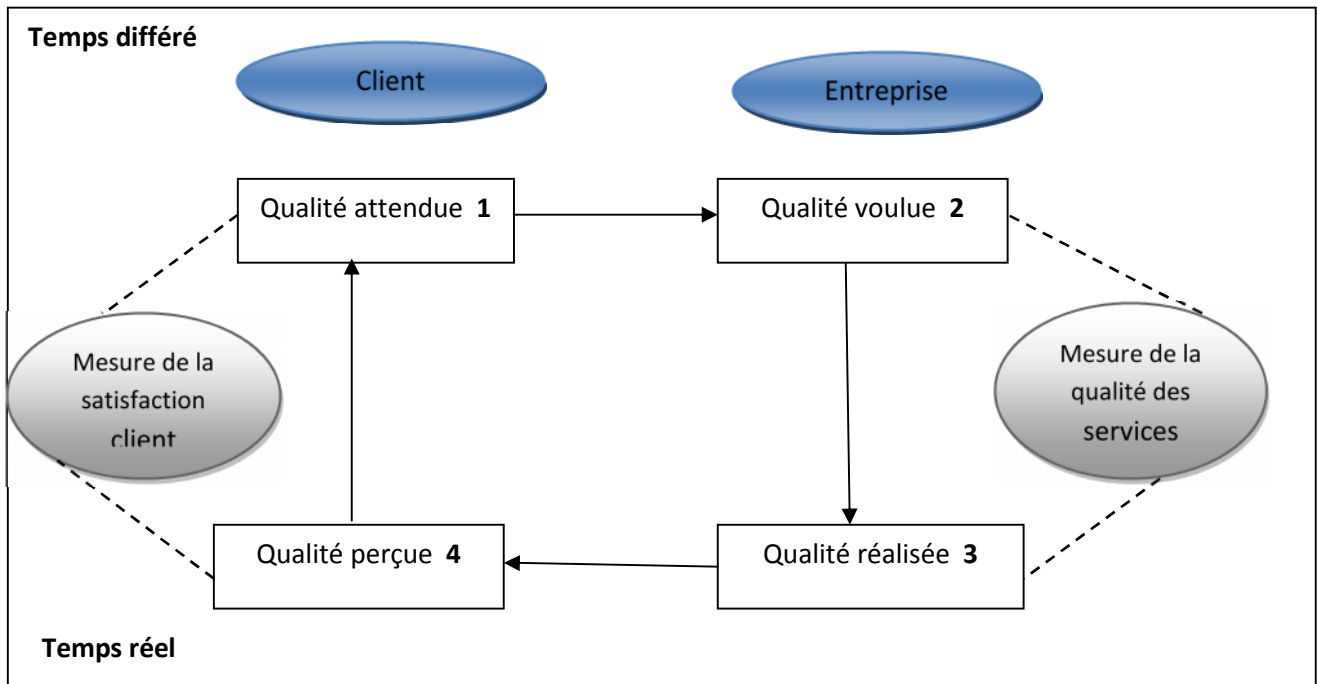 Temps différé
Client
Entreprise
Qualité attendue 1
Qualité voulue 2
Mesure de la
satisfaction
client
Mesure de la
qualité des
services
Qualité perçue 4
Qualité réalisée 3
Temps réel